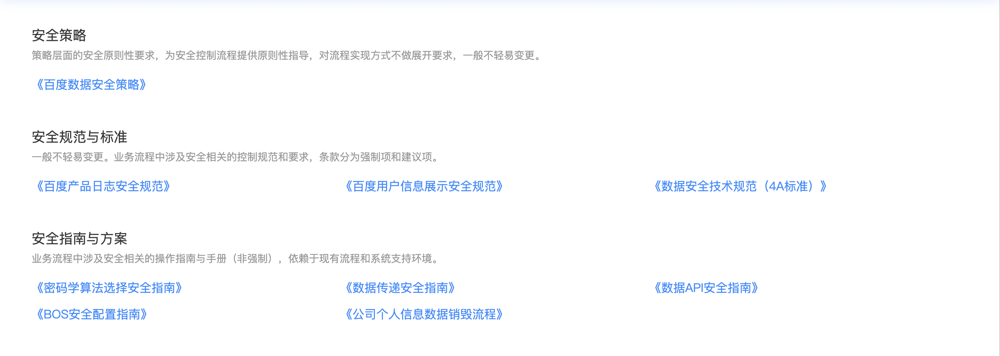 安全策略
策略层面的安全原则性要求，为安全控制流程提供原则性指导，对流程实现方式不做展开要求，一般不轻易变更。
《百度数据安全策略》
安全规范与标准
一般不轻易变更。业务流程中涉及安全相关的控制规范和要求，条款分为强制项和建议项。
《百度产品日志安全规范》 《百度用户信息展示安全规范》 《数据安全技术规范（4A标准）》
安全指南与方案
业务流程中涉及安全相关的操作指南与手册（非强制），依赖于现有流程和系统支持环境。
《密码学算法选择安全指南》 《数据传递安全指南》 《数据API安全指南》
《BOS安全配置指南》 《公司个人信息数据销毁流程》